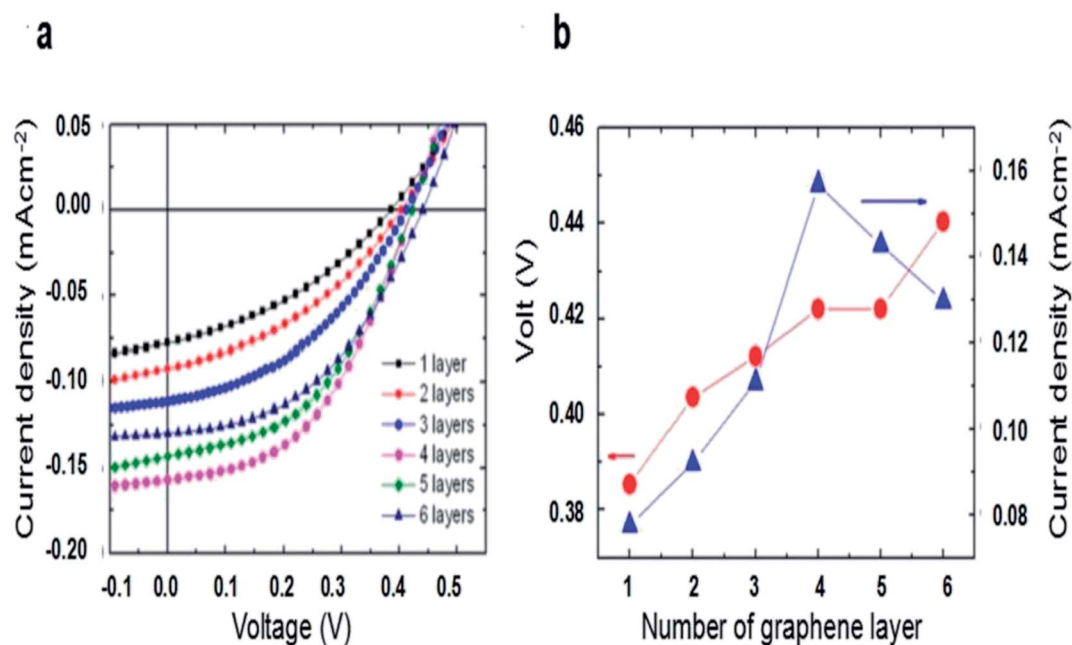 a
Current density (mAcm⁻²)
0.05
0.00
-0.05
-0.10
-0.15
-0.20
-0.1 0.0 0.1 0.2 0.3 0.4 0.5
Voltage (V)
1 layer
2 layers
3 layers
4 layers
5 layers
6 layers
b
Volt (V)
0.46
0.44
0.42
0.40
0.38
1 2 3 4 5 6
Number of graphene layer
0.16
0.14
0.12
0.10
0.08
Current density (mAcm⁻²)